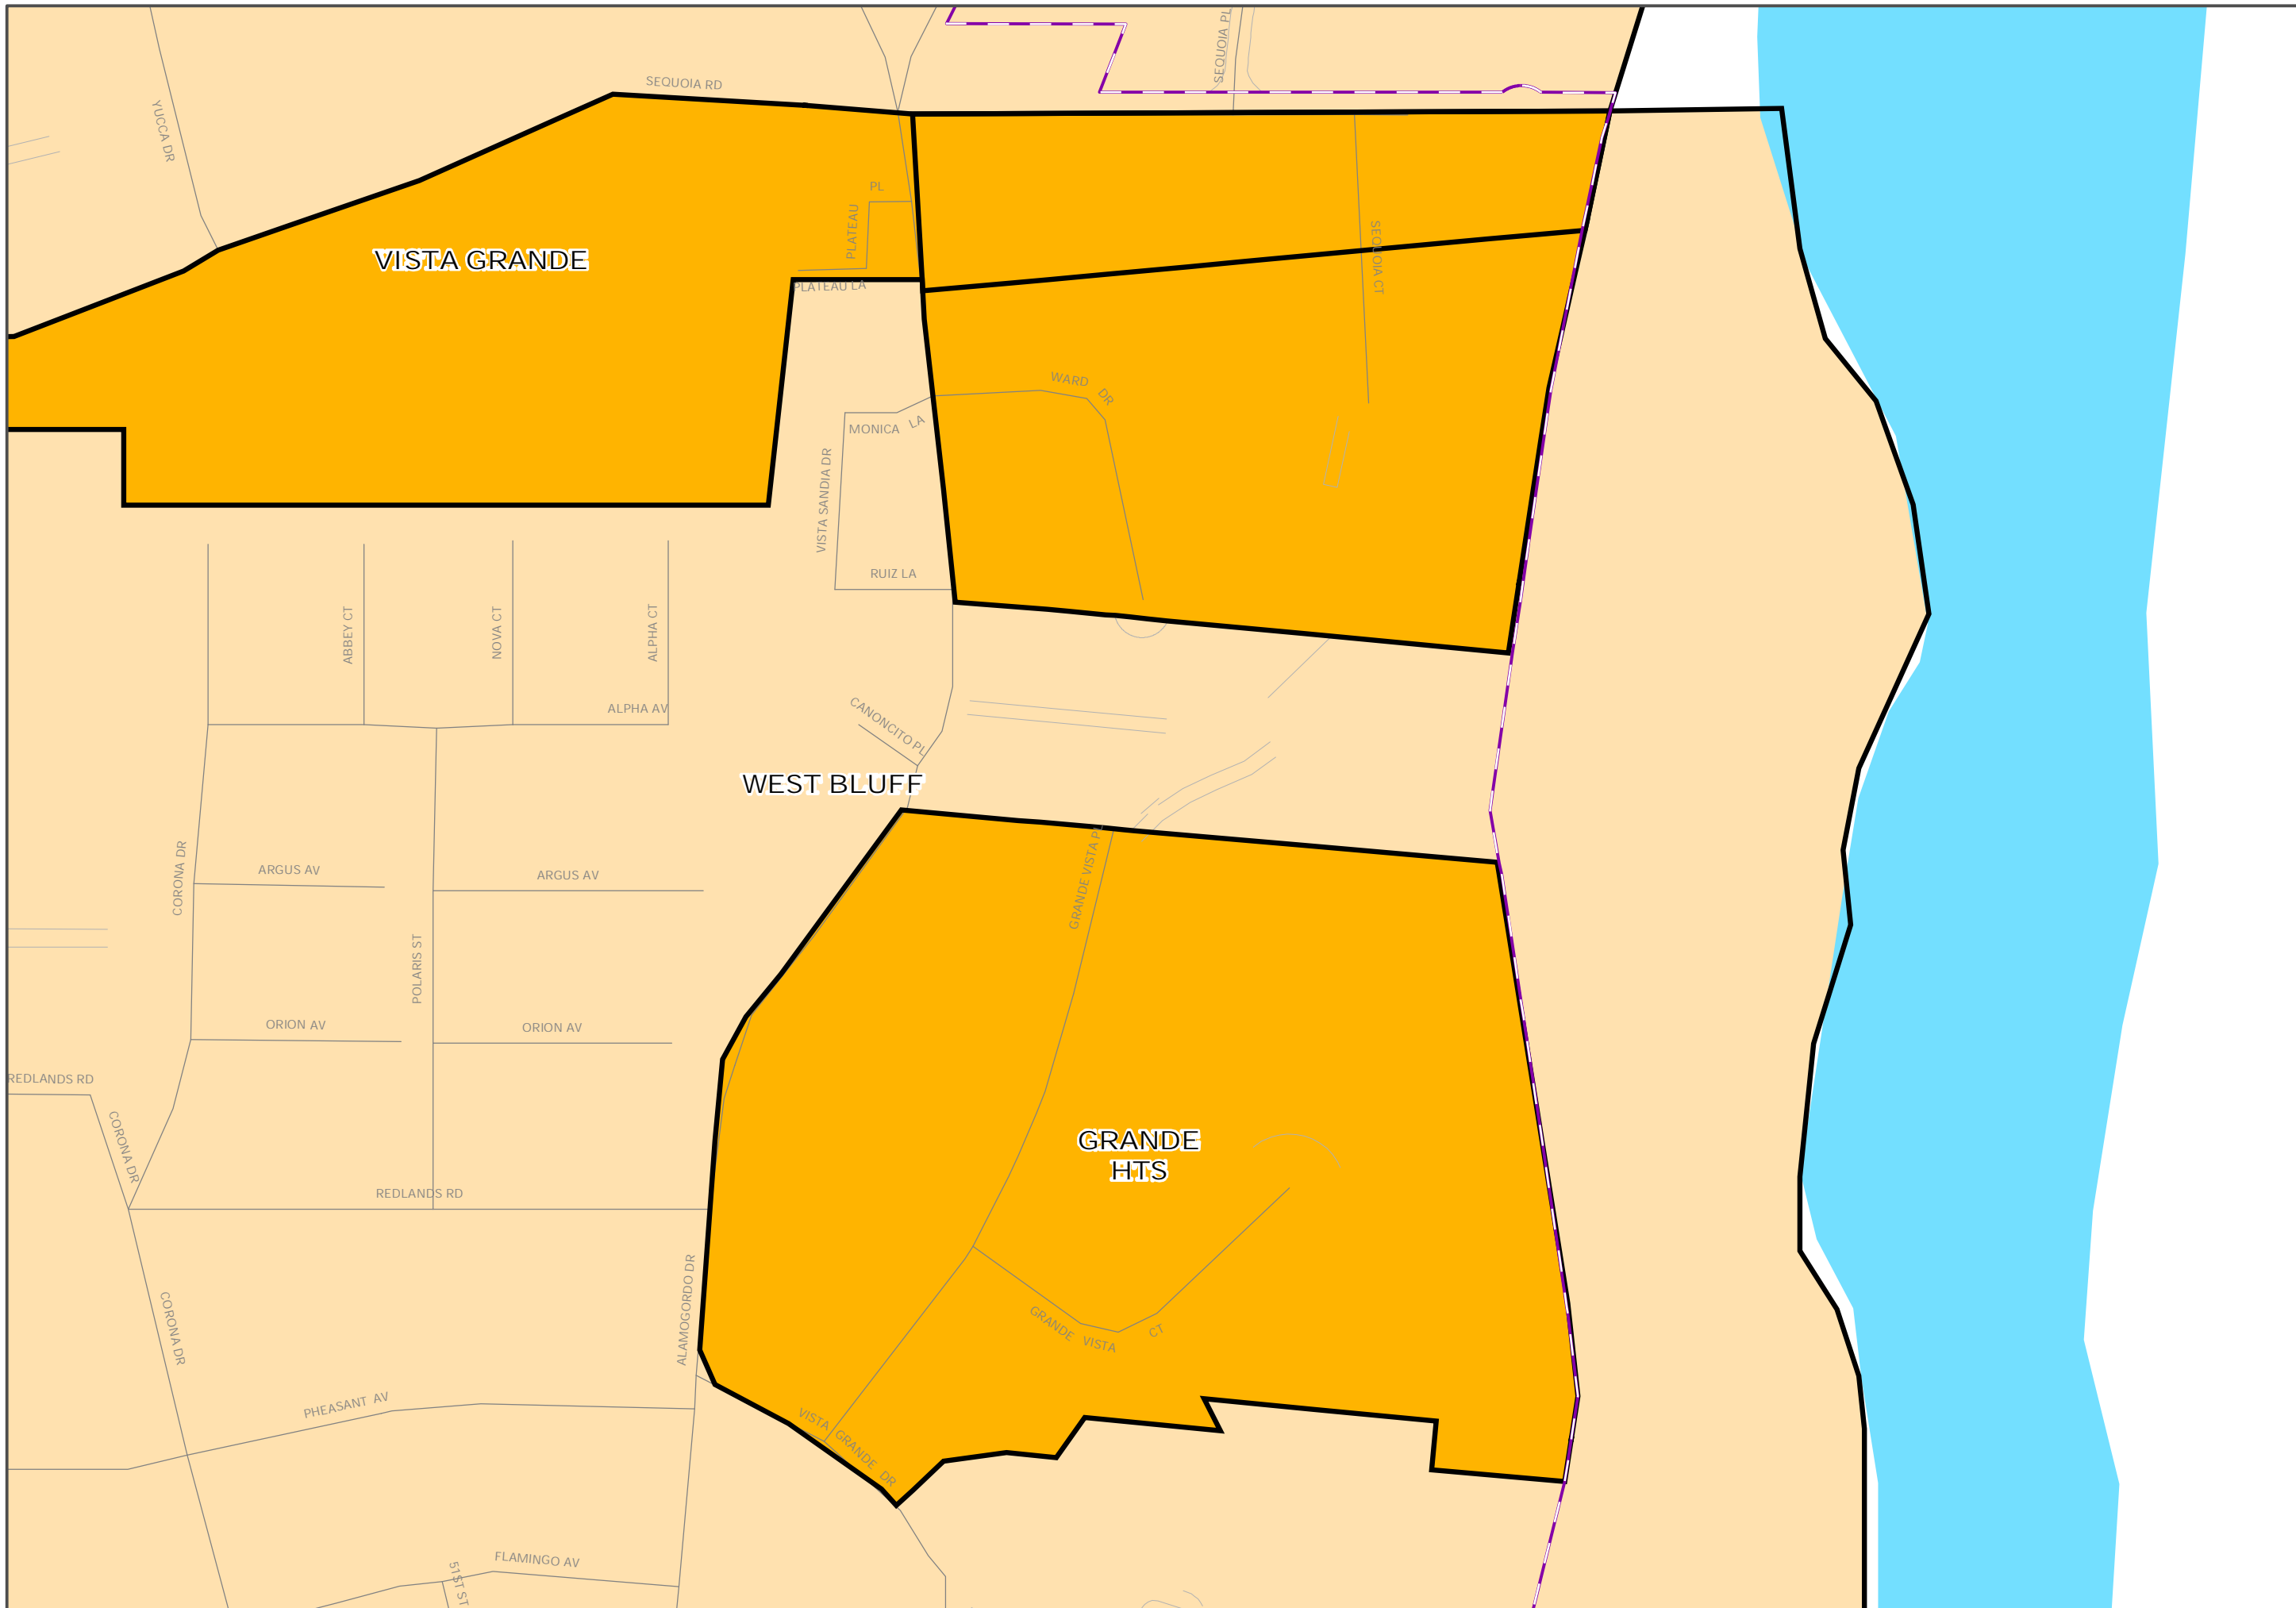 SEQUOIA PL
SEQUOIA RD
YUCCA DR
PL
PLATEAU
SEQUOIA CT
VISTA GRANDE
PLATEAU LA
WARD DR
MONICA LA
VISTA SANDIA DR
RUIZ LA
ABBEY CT
NOVA CT
ALPHA CT
ALPHA AV
CANONCITO PL
WEST BLUFF
GRANDE VISTA PL
CORONA DR
ARGUS AV
ARGUS AV
POLARIS ST
ORION AV
ORION AV
REDLANDS RD
CORONA DR
GRANDE
HTS
REDLANDS RD
ALAMOGORDO DR
CORONA DR
GRANDE VISTA CT
PHEASANT AV
VISTA GRANDE DR
FLAMINGO AV
51ST ST